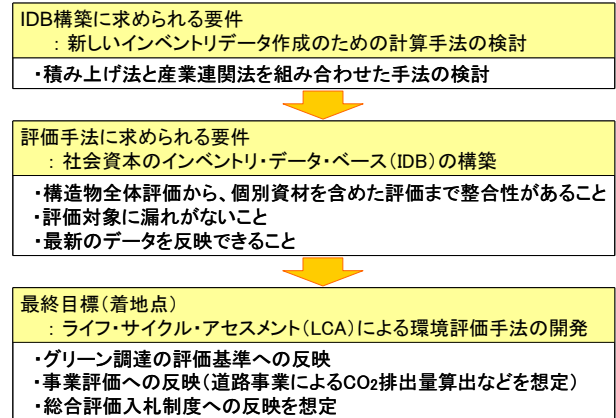 IDB構築に求められる要件
：新しいインベントリデータ作成のための計算手法の検討
・積み上げ法と産業連関法を組み合わせた手法の検討
評価手法に求められる要件
：社会資本のインベントリ・データ・ベース（IDB）の構築
・構造物全体評価から、個別資材を含めた評価まで整合性があること
・評価対象に漏れがないこと
・最新のデータを反映できること
最終目標（着地点）
：ライフ・サイクル・アセスメント（LCA）による環境評価手法の開発
・グリーン調達の評価基準への反映
・事業評価への反映（道路事業によるCO₂排出量算出などを想定）
・総合評価入札制度への反映を想定